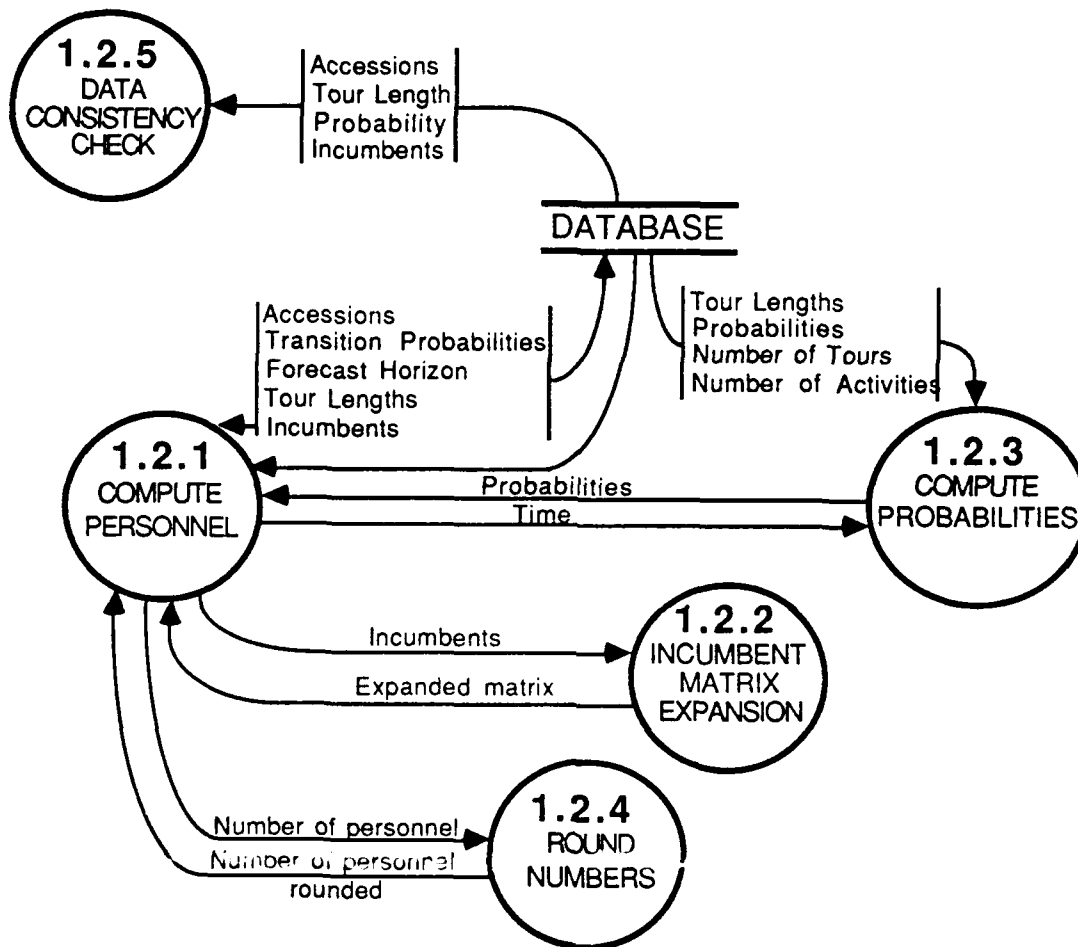 1.2.5
DATA
CONSISTENCY
CHECK
Accessions
Tour Length
Probability
Incumbents
DATABASE
Accessions
Transition Probabilities
Forecast Horizon
Tour Lengths
Incumbents
Tour Lengths
Probabilities
Number of Tours
Number of Activities
1.2.1
COMPUTE
PERSONNEL
Probabilities
Time
1.2.3
COMPUTE
PROBABILITIES
Incumbents
Expanded matrix
1.2.2
INCUMBENT
MATRIX
EXPANSION
Number of personnel
Number of personnel
rounded
1.2.4
ROUND
NUMBERS